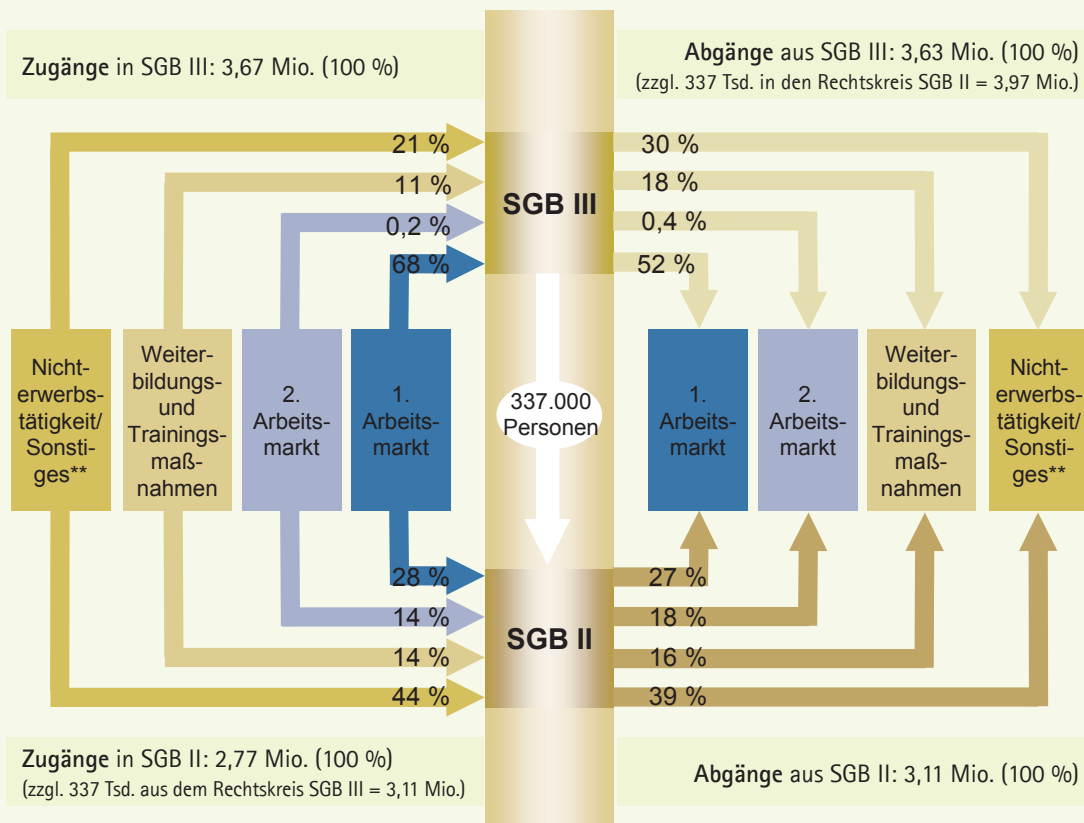 Zugänge in SGB III: 3,67 Mio. (100 %)
Abgänge aus SGB III: 3,63 Mio. (100 %)
(zzgl. 337 Tsd. in den Rechtskreis SGB II = 3,97 Mio.)
21 %
11 %
0,2 %
68 %
SGB III
30 %
18 %
0,4 %
52 %
Nicht-
erwerbs-
tätigkeit/
Sonsti-
ges**
Weiter-
bildungs-
und
Trainings-
maß-
nahmen
2.
Arbeits-
markt
1.
Arbeits-
markt
337.000
Personen
1.
Arbeits-
markt
2.
Arbeits-
markt
Weiter-
bildungs-
und
Trainings-
maß-
nahmen
Nicht-
erwerbs-
tätigkeit/
Sonsti-
ges**
28 %
14 %
14 %
44 %
SGB II
27 %
18 %
16 %
39 %
Zugänge in SGB II: 2,77 Mio. (100 %)
(zzgl. 337 Tsd. aus dem Rechtskreis SGB III = 3,11 Mio.)
Abgänge aus SGB II: 3,11 Mio. (100 %)